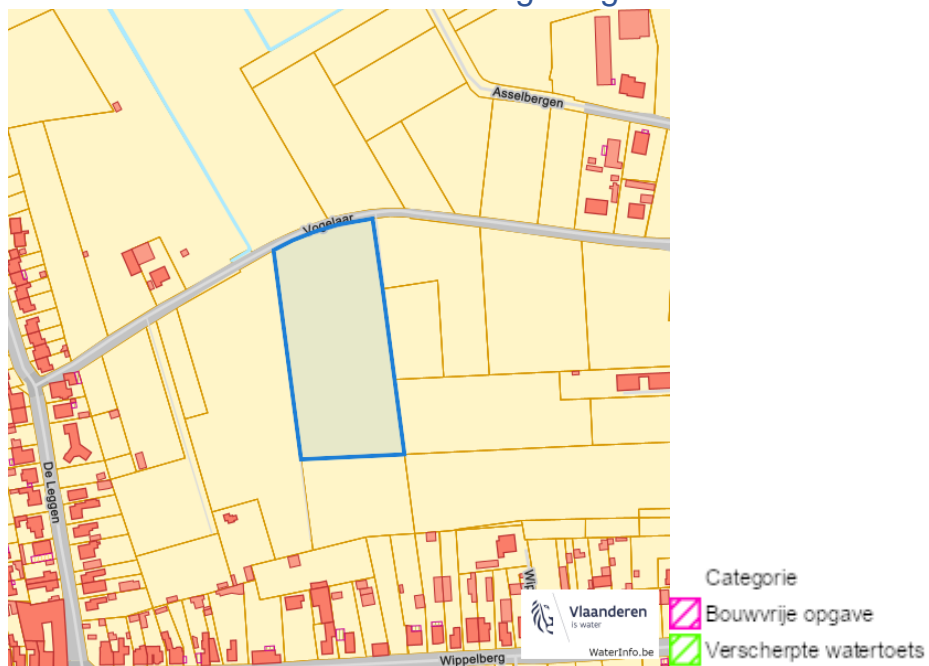 Asselbergen
Vogelaar
De Leggen
Vlaanderen
is water
WaterInfo.be
Wippelberg
Categorie
Bouwvrije opgave
Verscherpte watertoets